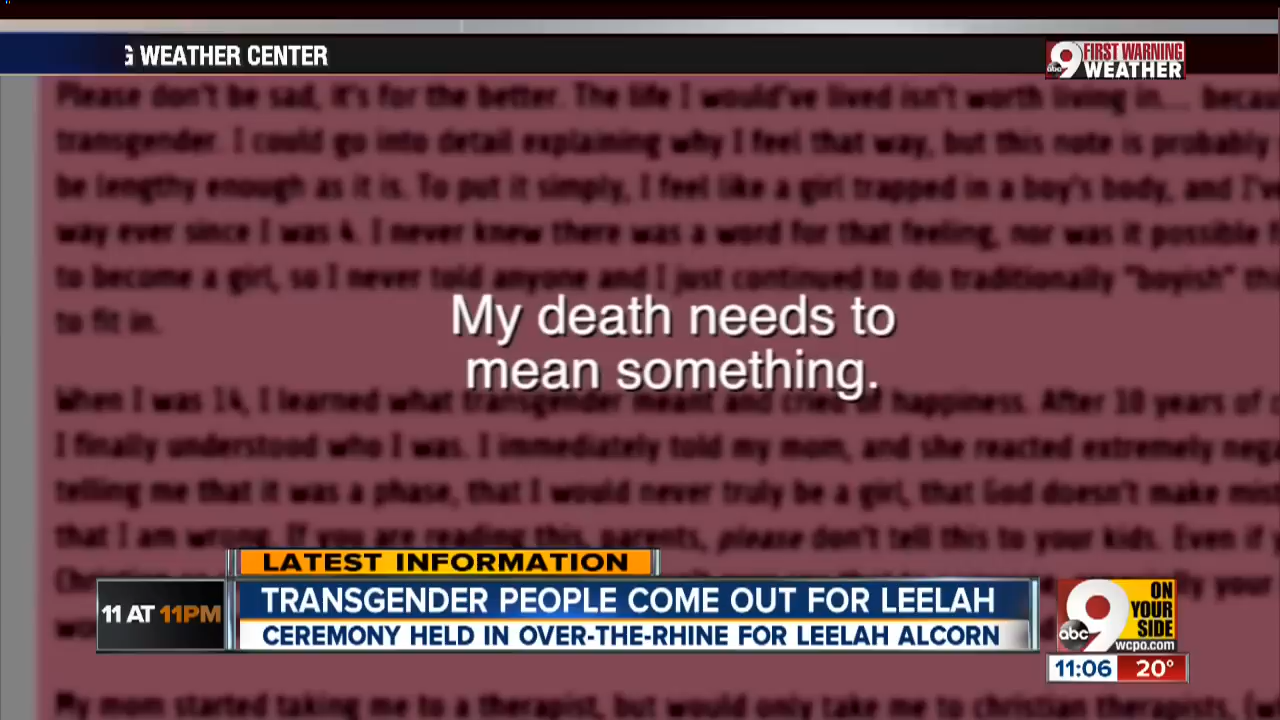 G WEATHER CENTER
abc 9 FIRST WARNING
WEATHER
Please don't be sad, it's for the better. The life I would've lived isn't worth living in... becau
transgender. I could go into detail explaining why I feel that way, but this note is probably
be lengthy enough as it is. To put it simply, I feel like a girl trapped in a boy's body, and I've
way ever since I was 4. I never knew there was a word for that feeling, nor was it possible
to become a girl, so I never told anyone and I just continued to do traditionally "boyish" thi
to fit in.
My death needs to
mean something.
When I was 14, I learned what transgender meant and cried of happiness. After 10 years of
I finally understood who I was. I immediately told my mom, and she reacted extremely nega
telling me that it was a phase, that I would never truly be a girl, that God doesn't make mis
that I am wrong. If you are reading this, parents, please don't tell this to your kids. Even if
LATEST INFORMATION
11 AT 11PM
TRANSGENDER PEOPLE COME OUT FOR LEELAH
CEREMONY HELD IN OVER-THE-RHINE FOR LEELAH ALCORN
abc 9 ON
YOUR
SIDE
wcpo.com
11:06 20°
My mom started taking me to a therapist, but would only take me to christian therapists,